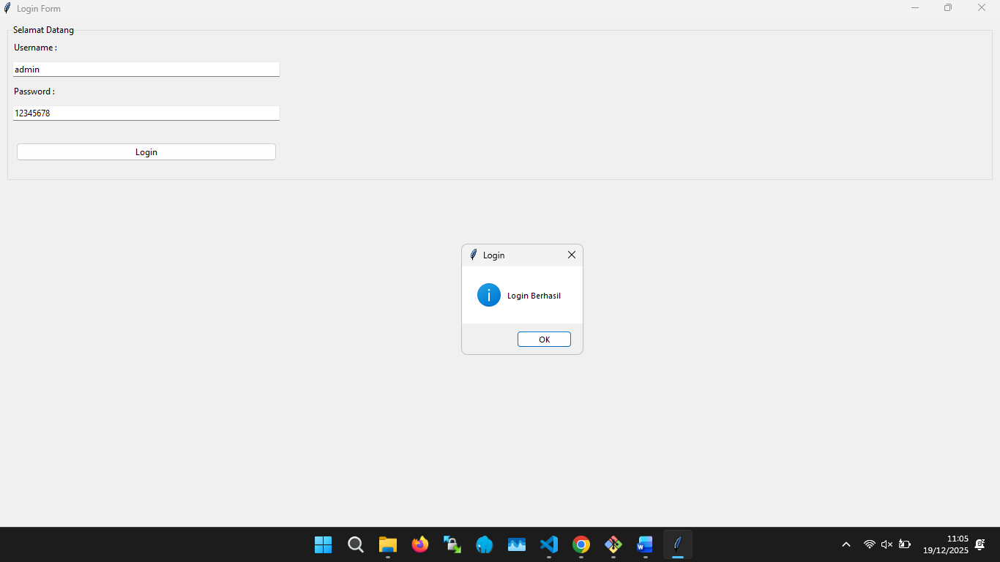 Login Form
Selamat Datang
Username :
admin
Password :
12345678
Login
Login
i
Login Berhasil
OK
W
11:05
19/12/2025